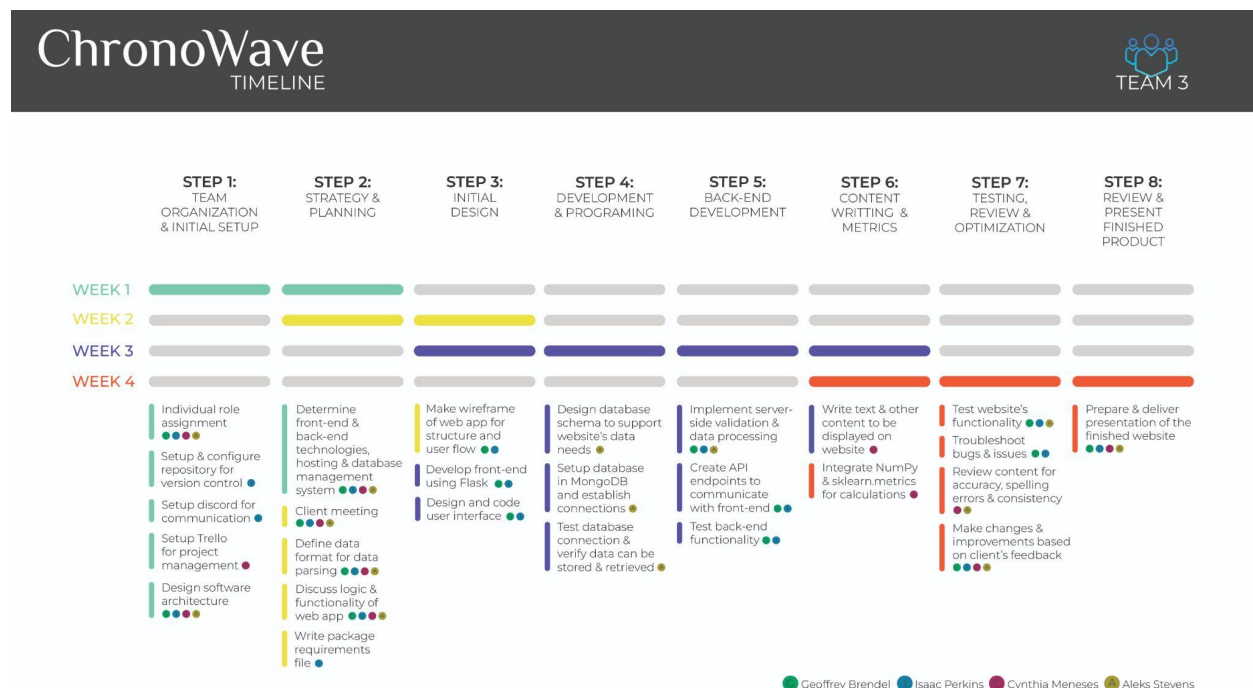 ChronoWave
TIMELINE
TEAM 3
STEP 1:
TEAM
ORGANIZATION
& INITIAL SETUP
STEP 2:
STRATEGY &
PLANNING
STEP 3:
INITIAL
DESIGN
STEP 4:
DEVELOPMENT
& PROGRAMING
STEP 5:
BACK-END
DEVELOPMENT
STEP 6:
CONTENT
WRITTING &
METRICS
STEP 7:
TESTING,
REVIEW &
OPTIMIZATION
STEP 8:
REVIEW &
PRESENT
FINISHED
PRODUCT
WEEK 1
WEEK 2
WEEK 3
WEEK 4
Individual role
assignment
Setup & configure
repository for
version control
Setup discord for
communication
Setup Trello
for project
management
Design software
architecture
Determine
front-end &
back-end
technologies,
hosting & database
management
system
Client meeting
Define data
format for data
parsing
Discuss logic &
functionality of
web app
Write package
requirements
file
Make wireframe
of web app for
structure and
user flow
Develop front-end
using Flask
Design and code
user interface
Design database
schema to support
website's data
needs
Setup database
in MongoDB
and establish
connections
Test database
connection &
verify data can be
stored & retrieved
Implement server-
side validation &
data processing
Create API
endpoints to
communicate
with front-end
Test back-end
functionality
Write text & other
content to be
displayed on
website
Integrate NumPy
& sklearn.metrics
for calculations
Test website's
functionality
Troubleshoot
bugs & issues
Review content for
accuracy, spelling
errors & consistency
Make changes &
improvements based
on client's feedback
Prepare & deliver
presentation of the
finished website
Geoffrey Brendel Isaac Perkins Cynthia Meneses A Aleks Stevens